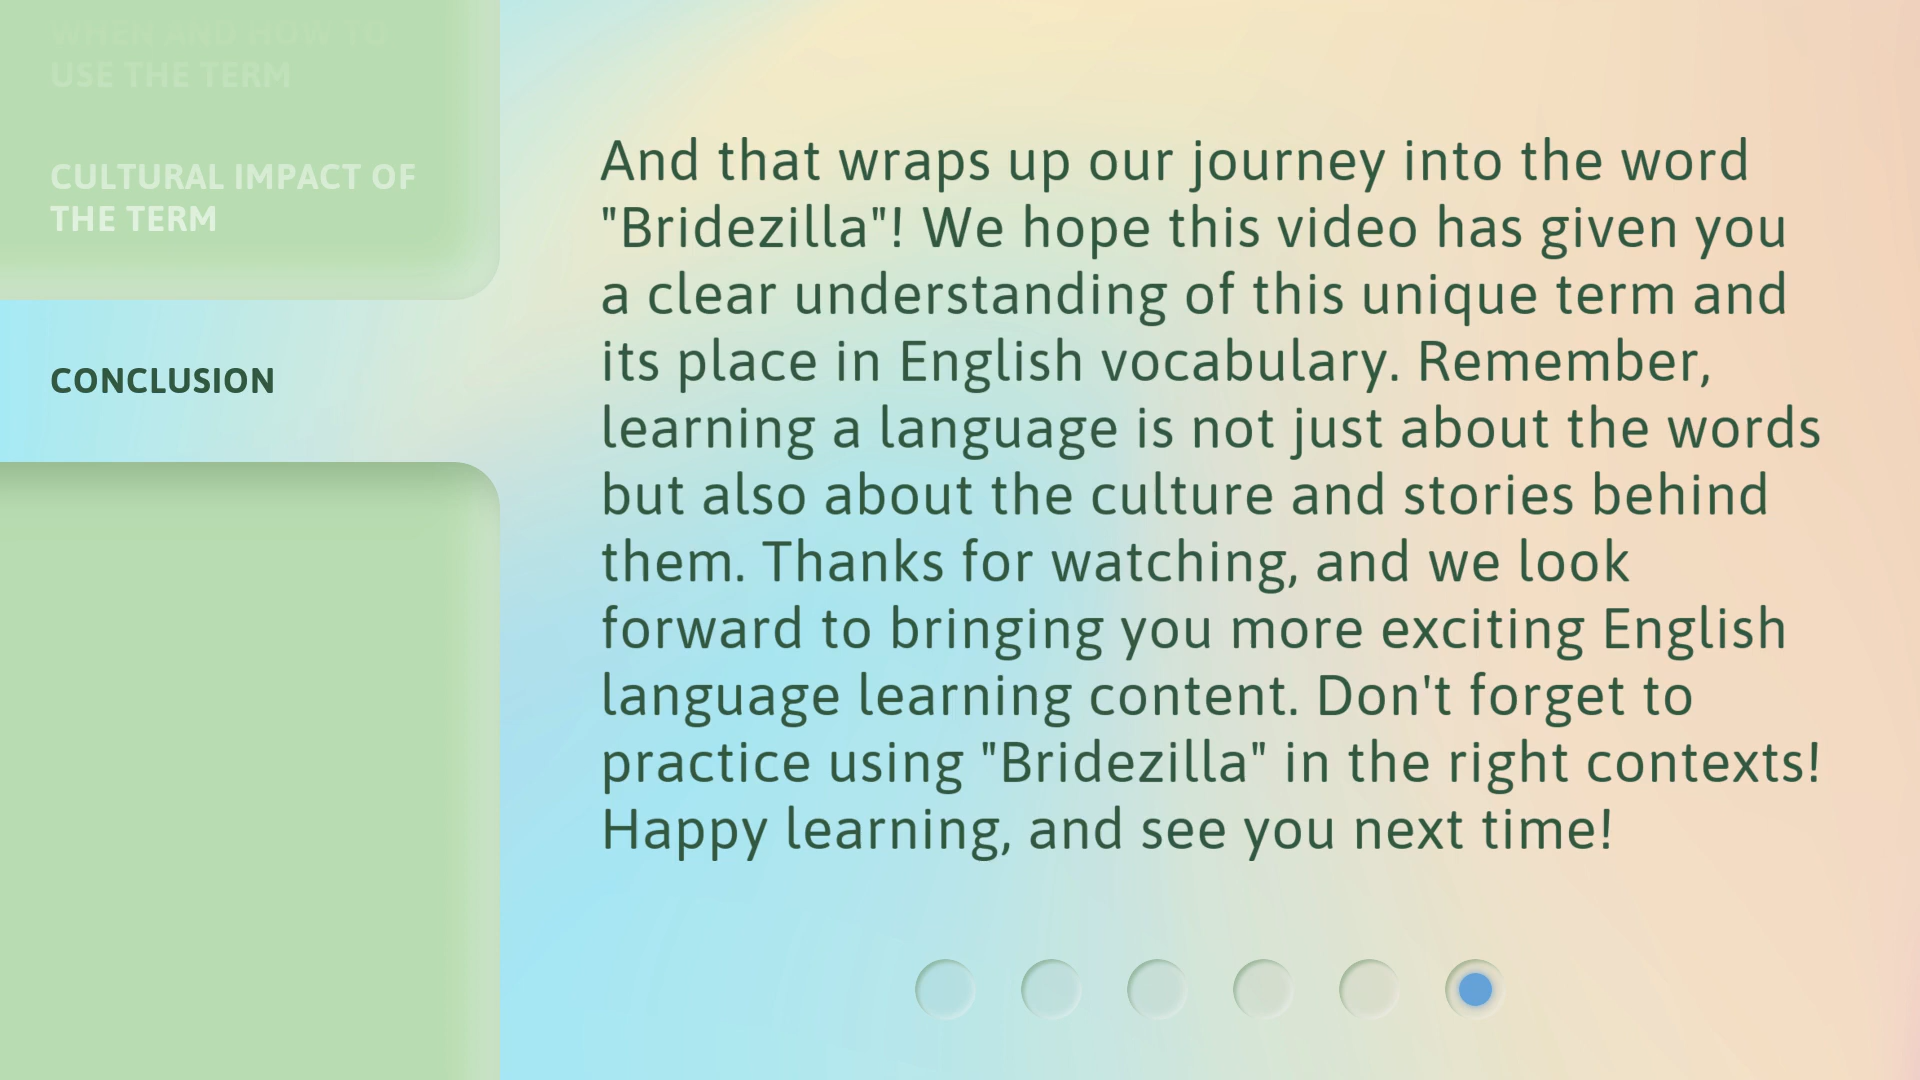 WHEN AND HOW TO
USE THE TERM
CULTURAL IMPACT OF
THE TERM
CONCLUSION
And that wraps up our journey into the word
"Bridezilla"! We hope this video has given you
a clear understanding of this unique term and
its place in English vocabulary. Remember,
learning a language is not just about the words
but also about the culture and stories behind
them. Thanks for watching, and we look
forward to bringing you more exciting English
language learning content. Don't forget to
practice using "Bridezilla" in the right contexts!
Happy learning, and see you next time!